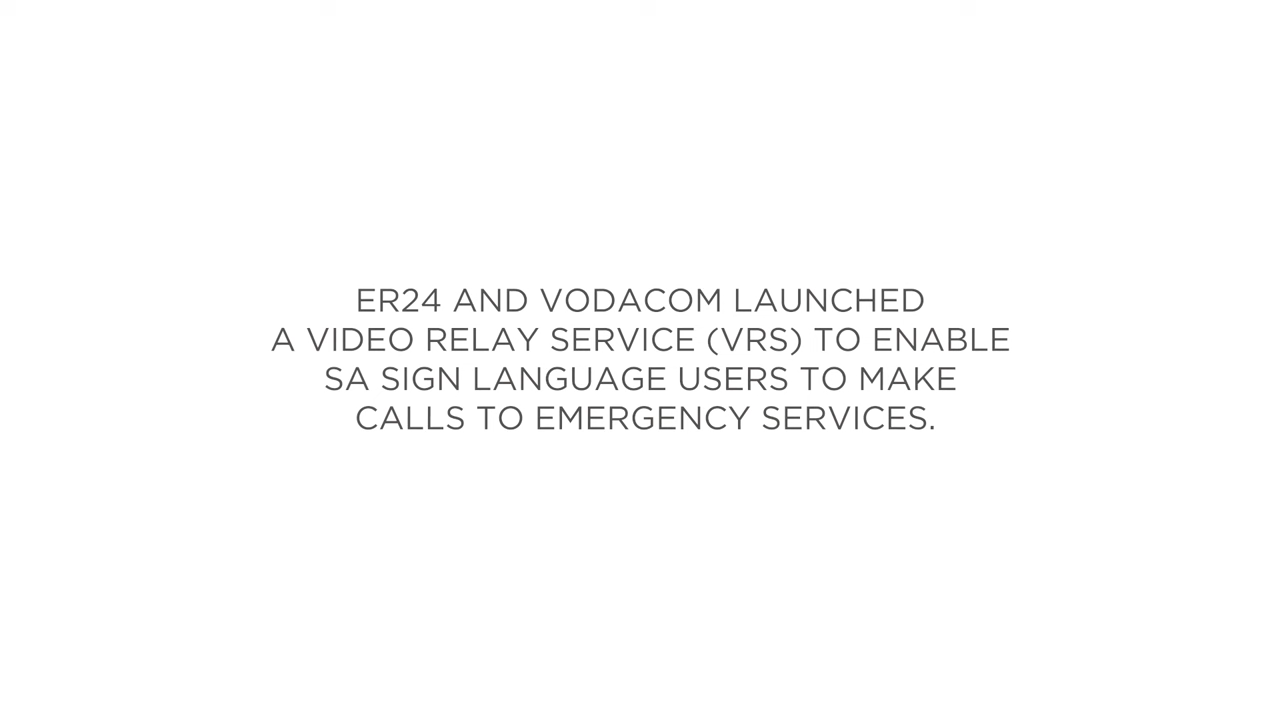 ER24 AND VODACOM LAUNCHED
A VIDEO RELAY SERVICE (VRS) TO ENABLE
SA SIGN LANGUAGE USERS TO MAKE
CALLS TO EMERGENCY SERVICES.